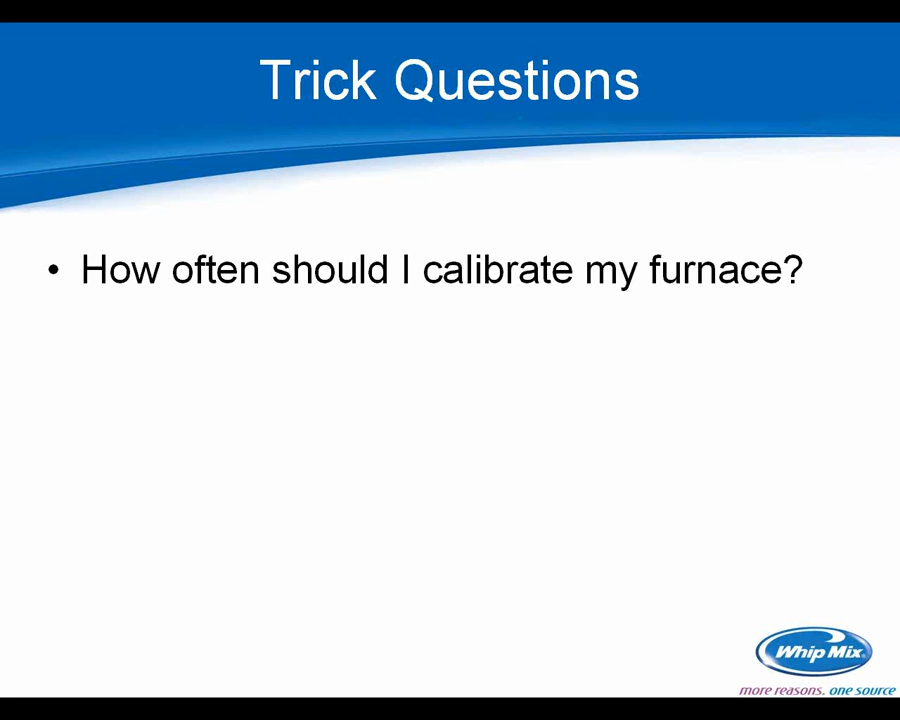 Trick Questions
• How often should I calibrate my furnace?
Whip Mix®
more reasons. one source